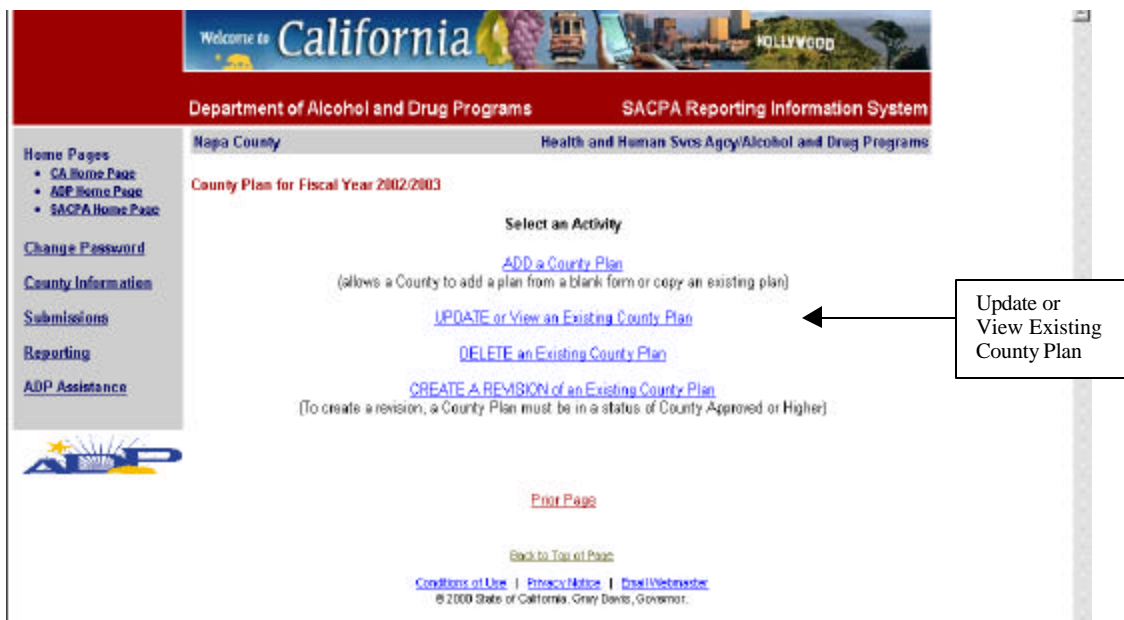 Welcome to California
HOLLYWOOD
Department of Alcohol and Drug Programs SACPA Reporting Information System
Napa County Health and Human Svcs Agcy/Alcohol and Drug Programs
Home Pages
• CA Home Page
• ADP Home Page
• SACPA Home Page
Change Password
County Information
Submissions
Reporting
ADP Assistance
ADP
County Plan for Fiscal Year 2002/2003
Select an Activity
ADD a County Plan
(allows a County to add a plan from a blank form or copy an existing plan)
UPDATE or View an Existing County Plan
DELETE an Existing County Plan
CREATE A REVISION of an Existing County Plan
(To create a revision, a County Plan must be in a status of County Approved or Higher)
Update or
View Existing
County Plan
Prior Page
Back to Top of Page
Conditions of Use | Privacy Notice | Email Webmaster
© 2000 State of California. Gray Davis, Governor.